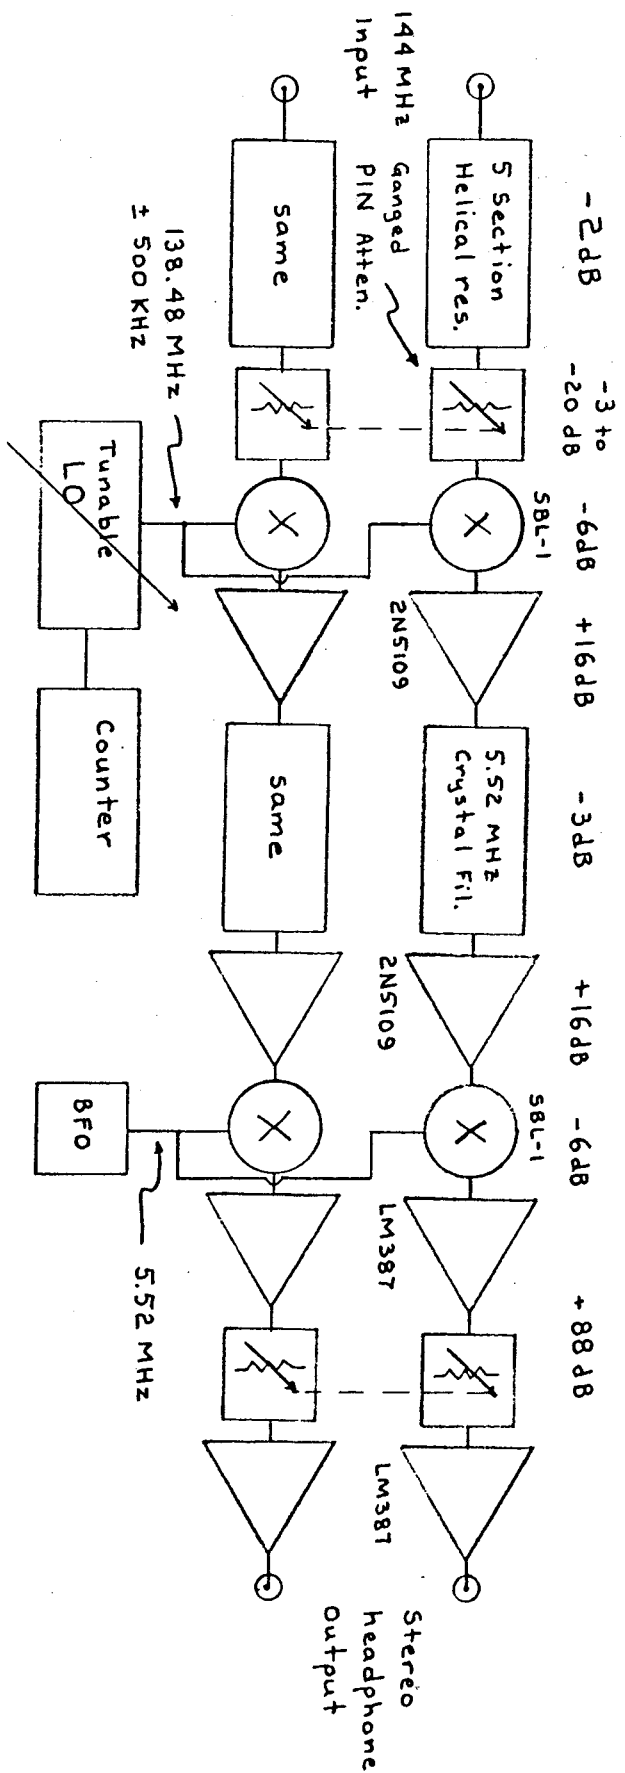 -2dB
-3 to
-20 dB
-6dB
+16dB
-3dB
+16dB
-6dB
+88dB
144 MHz
Input
5 Section
Helical res.
Ganged
PIN Atten.
SBL-1
2N5109
5.52 MHz
Crystal Fil.
2N5109
SBL-1
LM387
LM387
Stereo
headphone
output
same
same
138.48 MHz
± 500 KHz
Tunable
LO
Counter
BFO
5.52 MHz